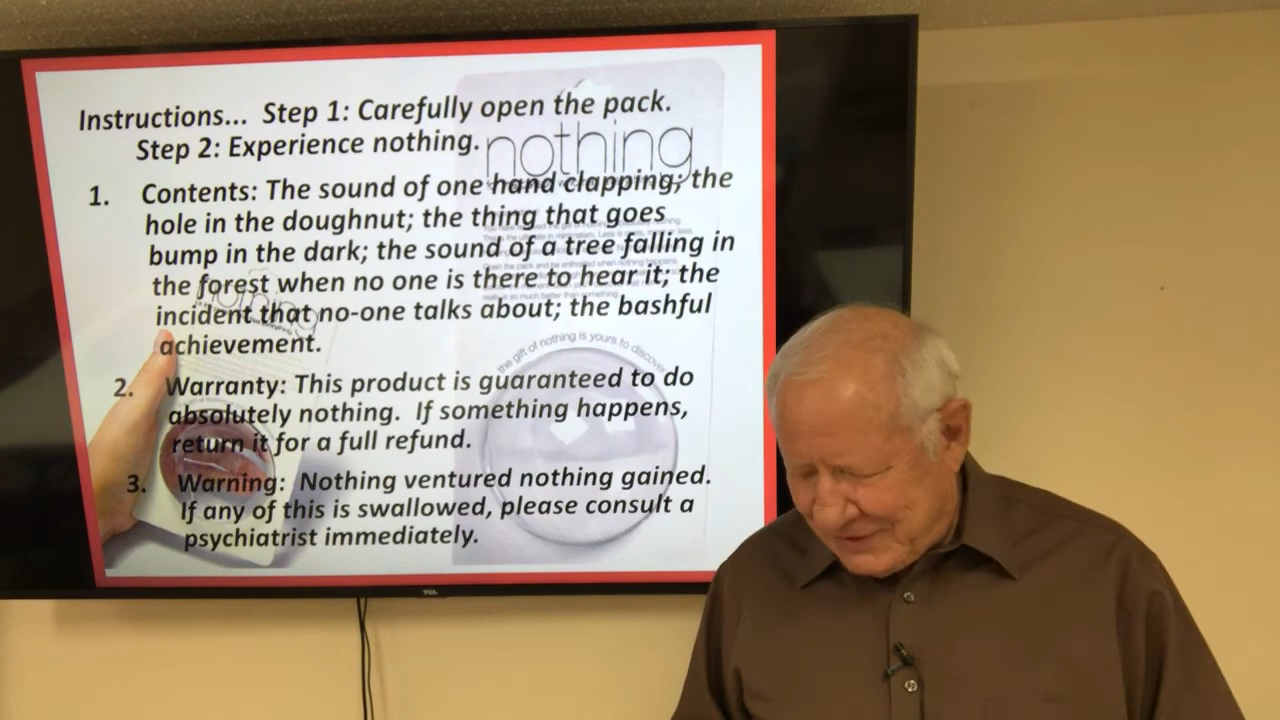 Instructions... Step 1: Carefully open the pack.
Step 2: Experience nothing.
nothing
1. Contents: The sound of one hand clapping; the
hole in the doughnut; the thing that goes
bump in the dark; the sound of a tree falling in
the forest when no one is there to hear it; the
incident that no-one talks about; the bashful
achievement.
nothing
the gift of nothing is yours to discover
2. Warranty: This product is guaranteed to do
absolutely nothing. If something happens,
return it for a full refund.
3. Warning: Nothing ventured nothing gained.
If any of this is swallowed, please consult a
psychiatrist immediately.
TCL